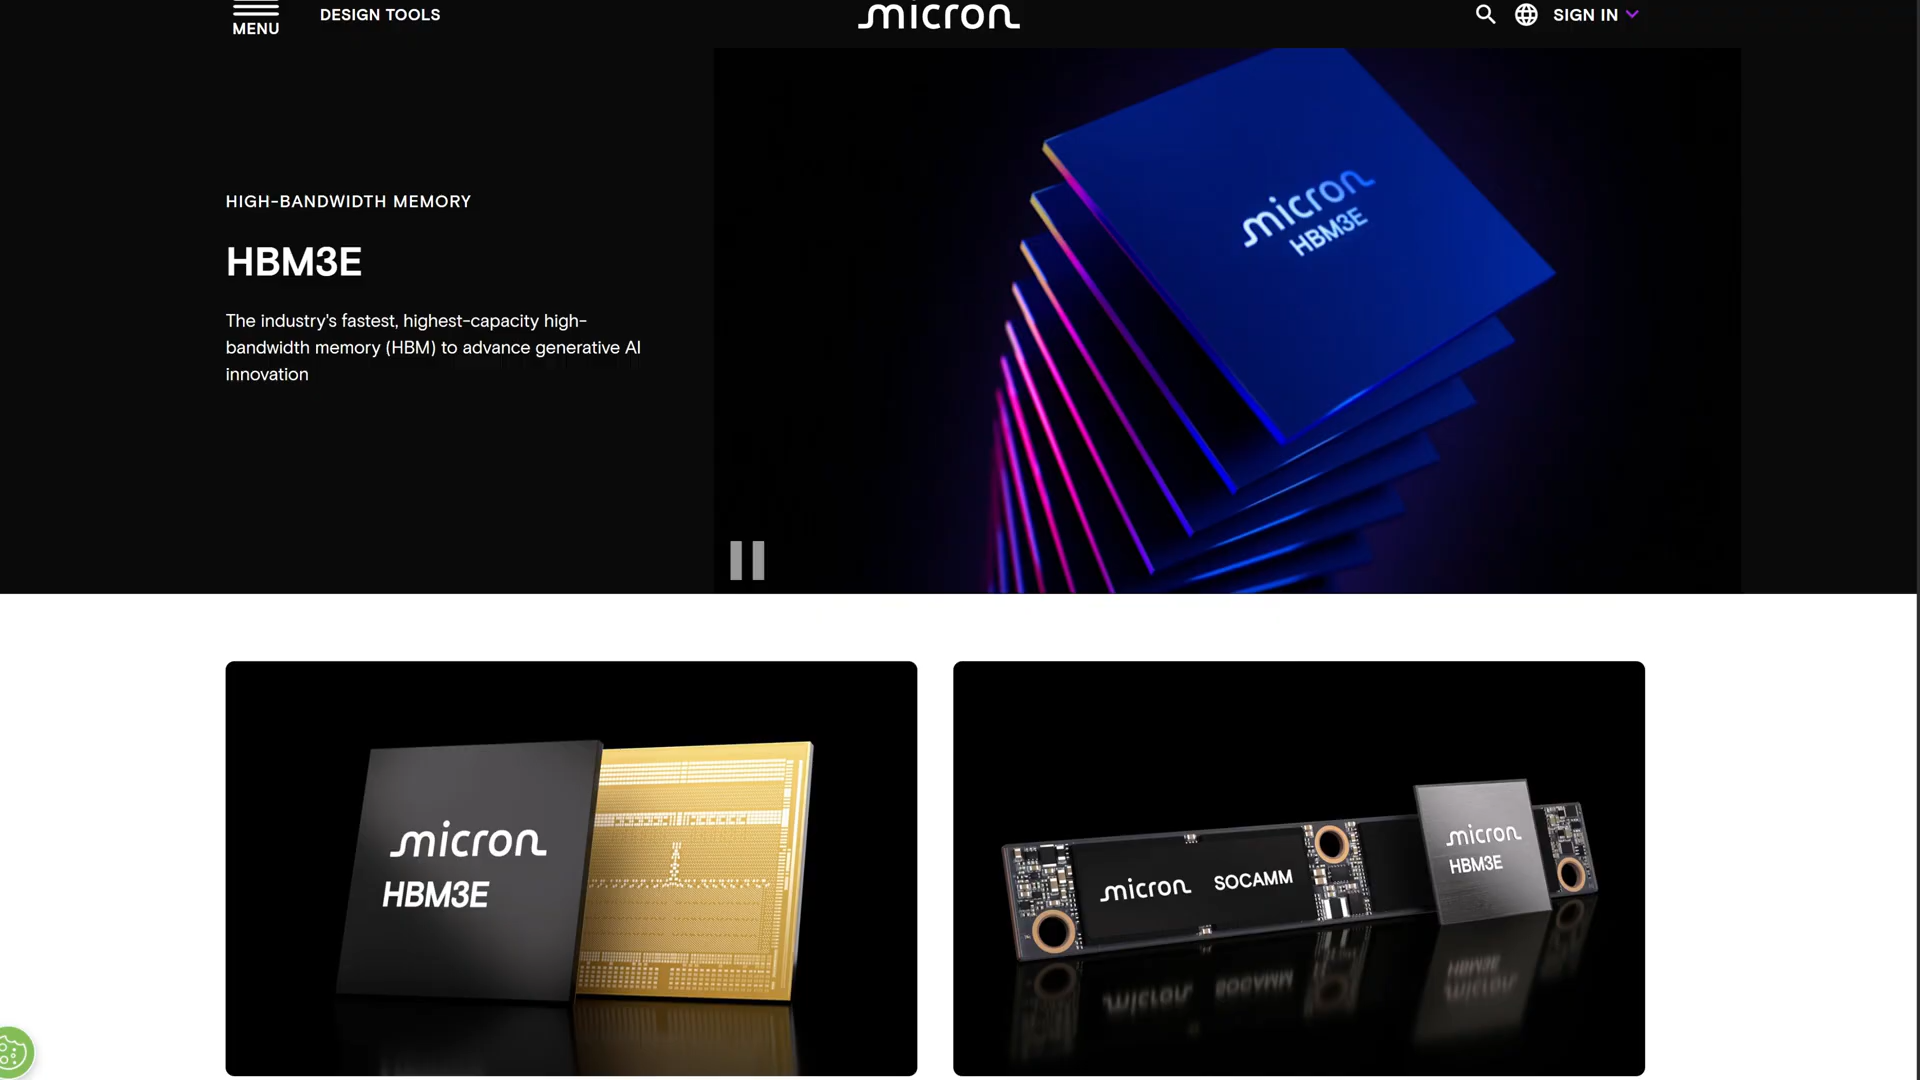 MENU
DESIGN TOOLS
micron
SIGN IN
HIGH-BANDWIDTH MEMORY
HBM3E
The industry's fastest, highest-capacity high-
bandwidth memory (HBM) to advance generative AI
innovation
micron
HBM3E
micron
HBM3E
micron SOCAMM
micron
HBM3E